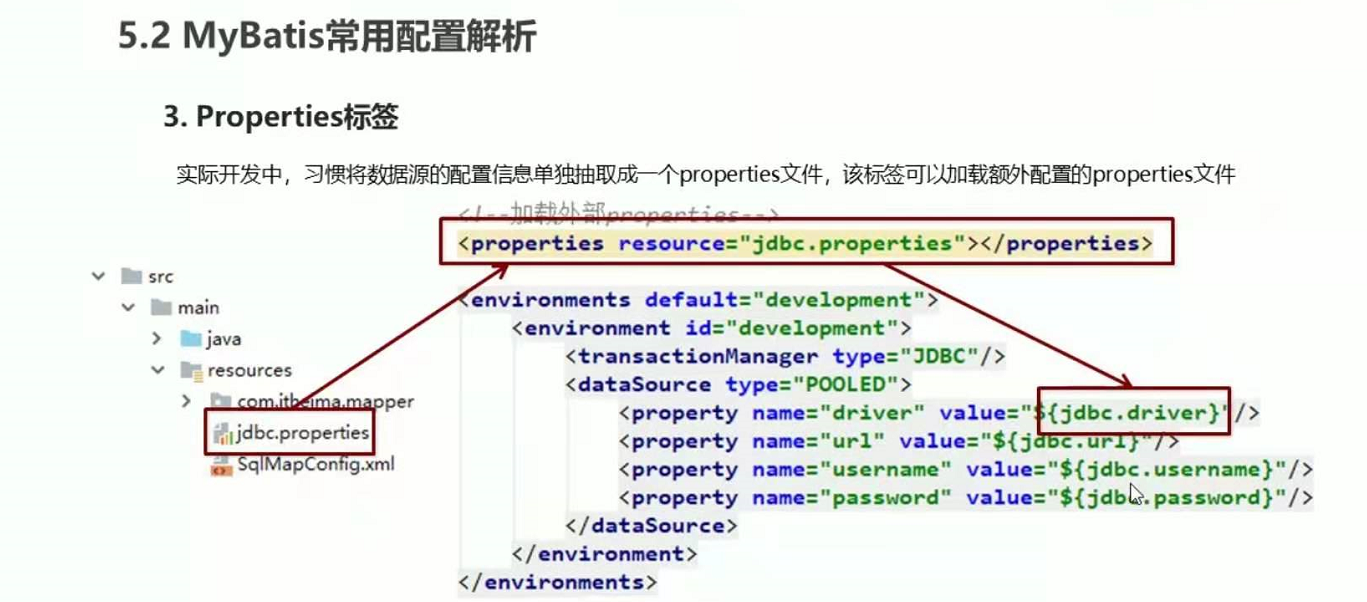 5.2 MyBatis常用配置解析
3. Properties标签
实际开发中，习惯将数据源的配置信息单独抽取成一个properties文件，该标签可以加载额外配置的properties文件
<!--加载外部properties-->
<properties resource="jdbc.properties"></properties>
src
main
java
resources
com.itheima.mapper
jdbc.properties
SqlMapConfig.xml
<environments default="development">
<environment id="development">
<transactionManager type="JDBC"/>
<dataSource type="POOLED">
<property name="driver" value="${jdbc.driver}"/>
<property name="url" value="${jdbc.url}"/>
<property name="username" value="${jdbc.username}"/>
<property name="password" value="${jdbc.password}"/>
</dataSource>
</environment>
</environments>